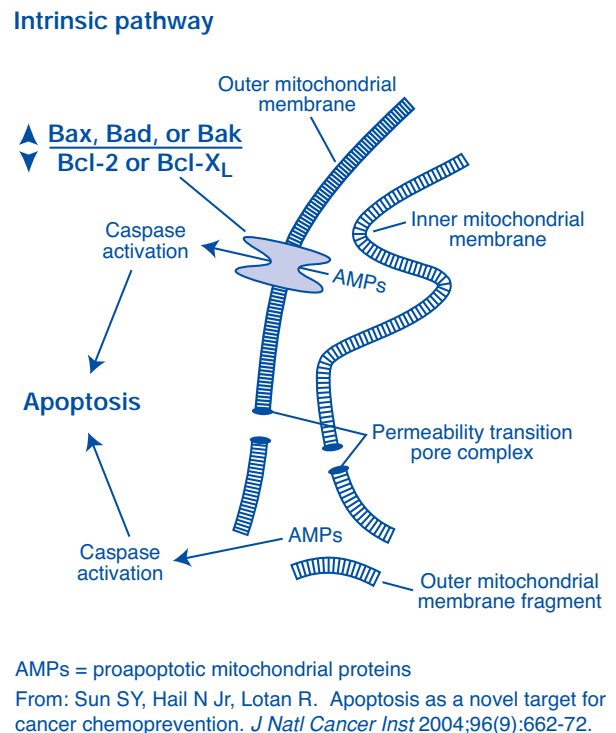 Intrinsic pathway
Outer mitochondrial
membrane
Bax, Bad, or Bak
Bcl-2 or Bcl-XL
Caspase
activation
AMPs
Inner mitochondrial
membrane
Apoptosis
Permeability transition
pore complex
AMPs
Caspase
activation
Outer mitochondrial
membrane fragment
AMPs = proapoptotic mitochondrial proteins
From: Sun SY, Hail N Jr, Lotan R. Apoptosis as a novel target for
cancer chemoprevention. J Natl Cancer Inst 2004;96(9):662-72.